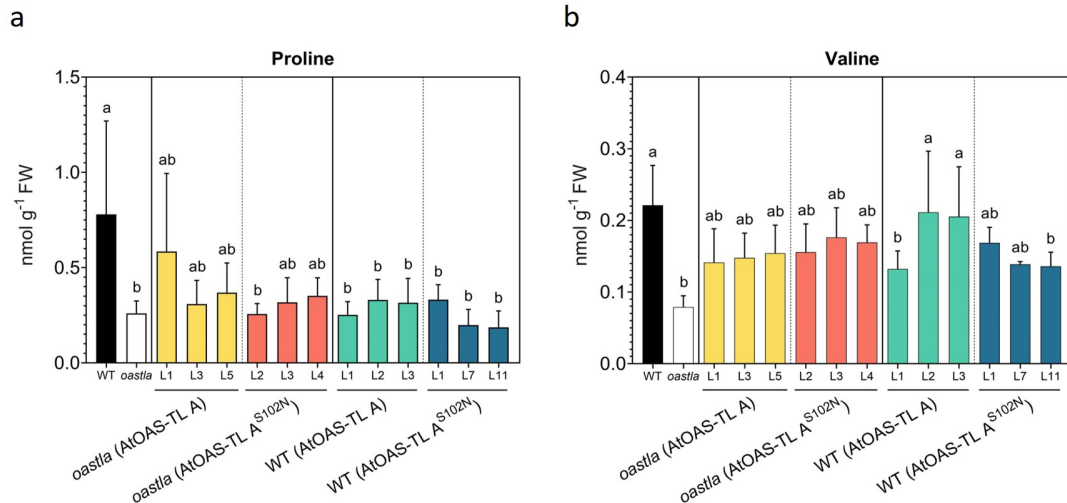 a
Proline
nmol g⁻¹ FW
1.5
1.0
0.5
0.0
a
b
ab
ab
ab
b
ab
ab
b
b
b
b
b
b
WT
oastla
L1
L3
L5
L2
L3
L4
L1
L2
L3
L1
L7
L11
oastla (AtOAS-TL A)
oastla (AtOAS-TL A^S102N)
WT (AtOAS-TL A)
WT (AtOAS-TL A^S102N)
b
Valine
nmol g⁻¹ FW
0.4
0.3
0.2
0.1
0.0
a
b
ab
ab
ab
ab
ab
ab
b
a
a
ab
ab
b
WT
oastla
L1
L3
L5
L2
L3
L4
L1
L2
L3
L1
L7
L11
oastla (AtOAS-TL A)
oastla (AtOAS-TL A^S102N)
WT (AtOAS-TL A)
WT (AtOAS-TL A^S102N)